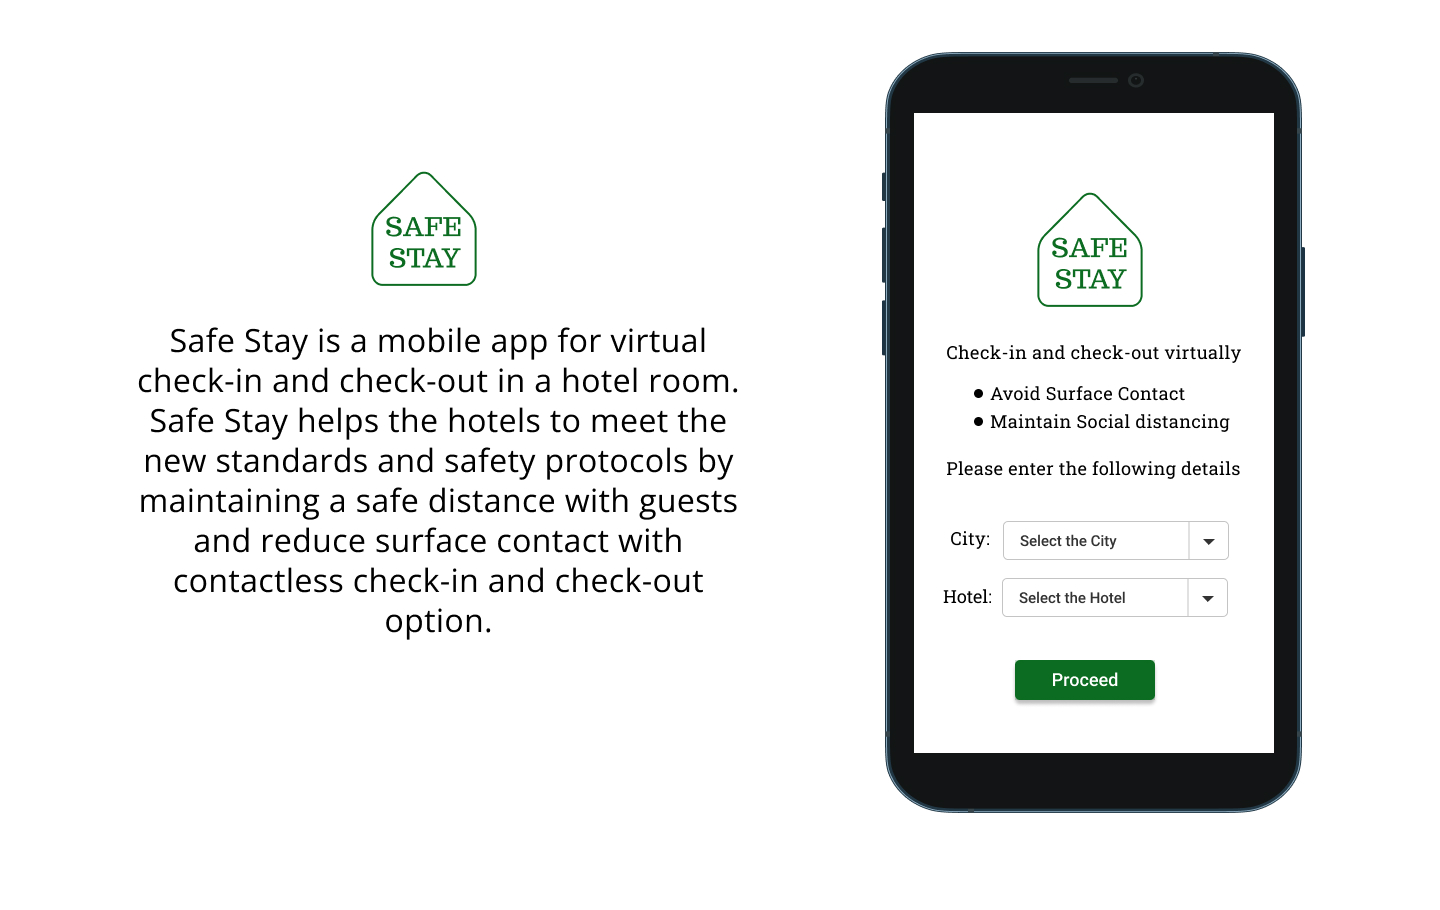 SAFE
STAY
Safe Stay is a mobile app for virtual
check-in and check-out in a hotel room.
Safe Stay helps the hotels to meet the
new standards and safety protocols by
maintaining a safe distance with guests
and reduce surface contact with
contactless check-in and check-out
option.
SAFE
STAY
Check-in and check-out virtually
● Avoid Surface Contact
● Maintain Social distancing
Please enter the following details
City: Select the City
Hotel: Select the Hotel
Proceed